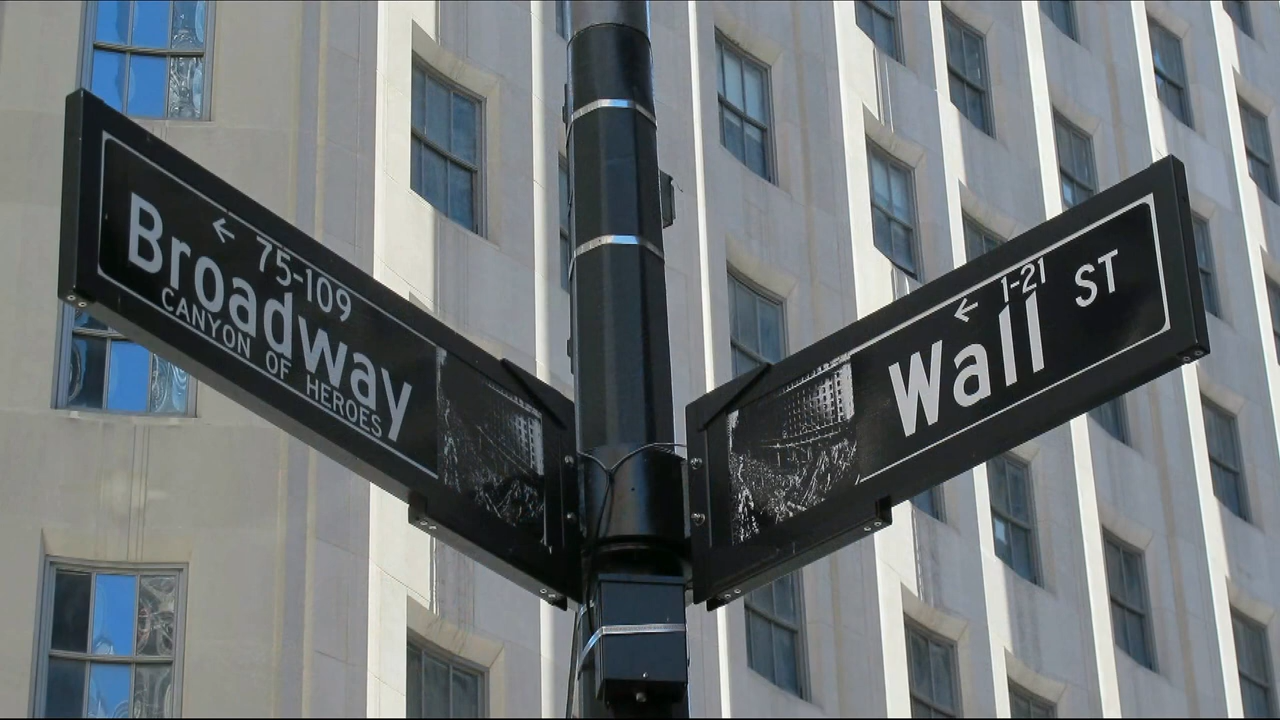 ← 75-109
Broadway
CANYON OF HEROES
← 1-21
Wall ST